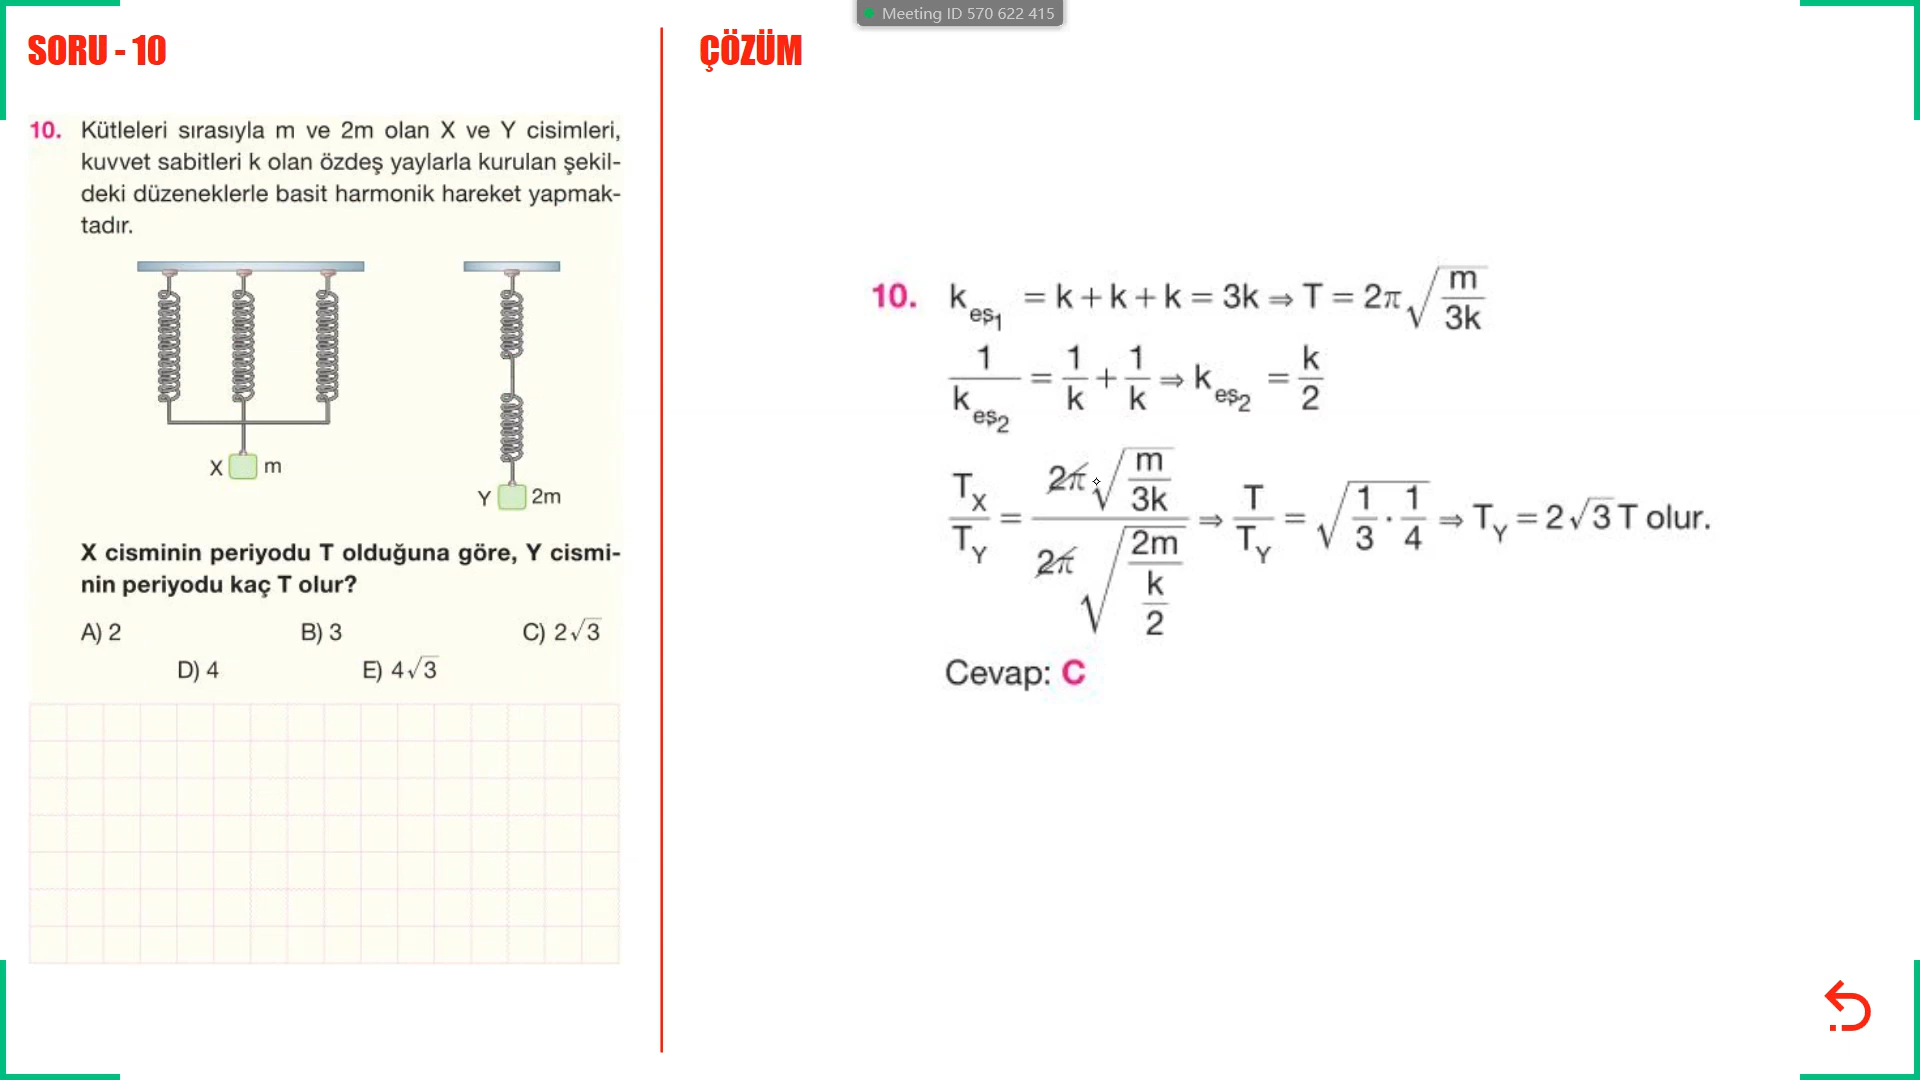 Meeting ID 570 622 415
SORU - 10
10. Kütleleri sırasıyla m ve 2m olan X ve Y cisimleri,
kuvvet sabitleri k olan özdeş yaylarla kurulan şekil-
deki düzeneklerle basit harmonik hareket yapmak-
tadır.
X m
Y 2m
X cisminin periyodu T olduğuna göre, Y cismi-
nin periyodu kaç T olur?
A) 2 B) 3 C) 2√3
D) 4 E) 4√3
ÇÖZÜM
10. k_eş1 = k + k + k = 3k ⇒ T = 2π√(m/3k)
1/k_eş2 = 1/k + 1/k ⇒ k_eş2 = k/2
T_X/T_Y = 2π√(m/3k) / 2π√(2m/(k/2)) ⇒ T/T_Y = √(1/3 · 1/4) ⇒ T_Y = 2√3 T olur.
Cevap: C